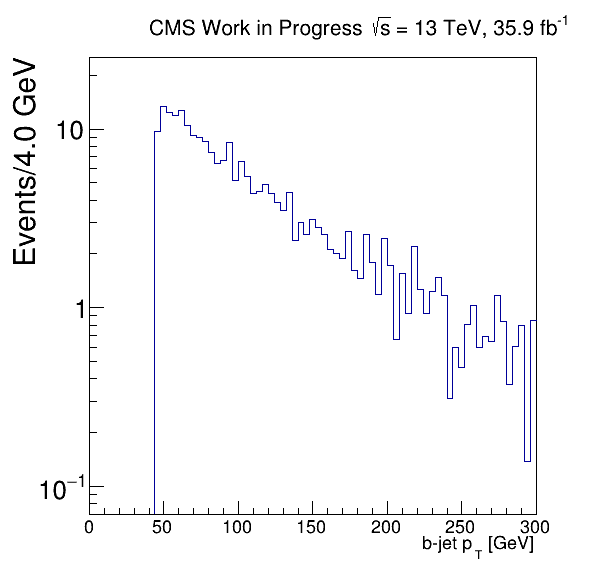 CMS Work in Progress √s = 13 TeV, 35.9 fb⁻¹
Events/4.0 GeV
10
1
10⁻¹
0 50 100 150 200 250 300
b-jet p_T [GeV]